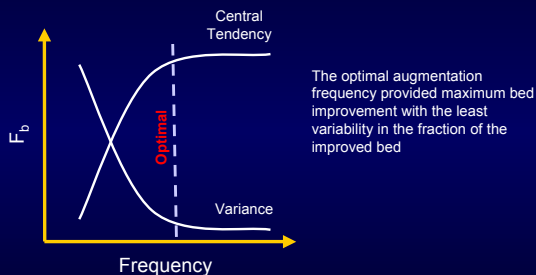 Central
Tendency
The optimal augmentation
frequency provided maximum bed
improvement with the least
variability in the fraction of the
improved bed
F_b
Optimal
Variance
Frequency